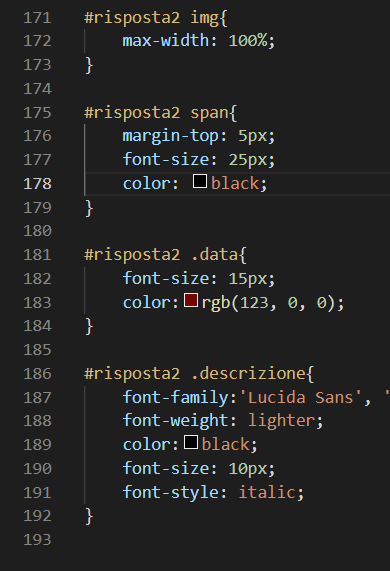 171 #risposta2 img{
172 max-width: 100%;
173 }
174
175 #risposta2 span{
176 margin-top: 5px;
177 font-size: 25px;
178 color: black;
179 }
180
181 #risposta2 .data{
182 font-size: 15px;
183 color:rgb(123, 0, 0);
184 }
185
186 #risposta2 .descrizione{
187 font-family:'Lucida Sans', '
188 font-weight: lighter;
189 color:black;
190 font-size: 10px;
191 font-style: italic;
192 }
193